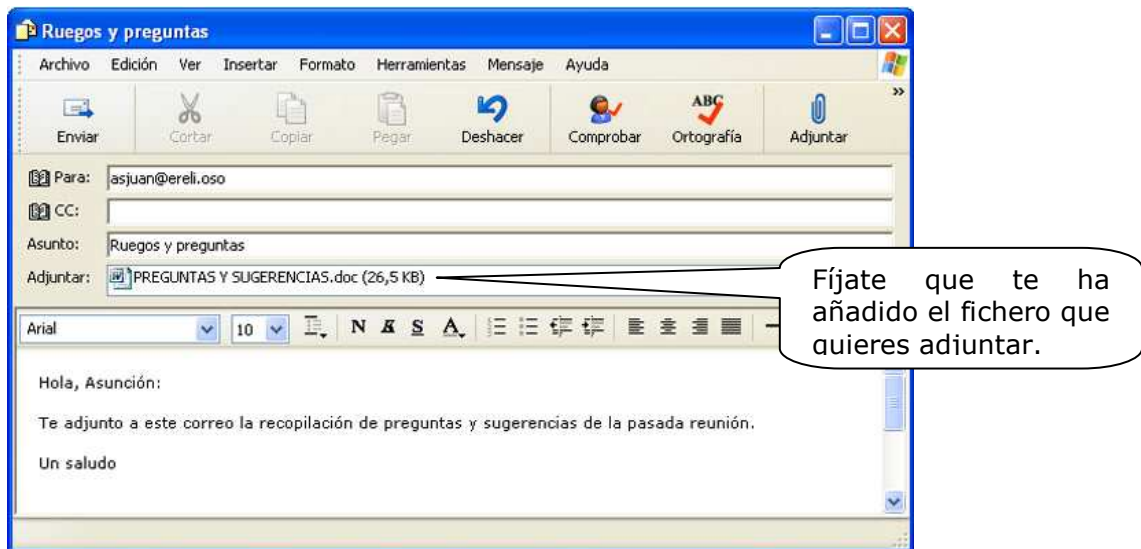 Ruegos y preguntas
Archivo Edición Ver Insertar Formato Herramientas Mensaje Ayuda
»
Enviar Cortar Copiar Pegar Deshacer Comprobar Ortografía Adjuntar
ABC
Para: asjuan@ereli.oso
CC:
Asunto: Ruegos y preguntas
Adjuntar: PREGUNTAS Y SUGERENCIAS.doc (26,5 KB)
Fíjate que te ha
añadido el fichero que
quieres adjuntar.
Arial 10 N K S A
Hola, Asunción:
Te adjunto a este correo la recopilación de preguntas y sugerencias de la pasada reunión.
Un saludo